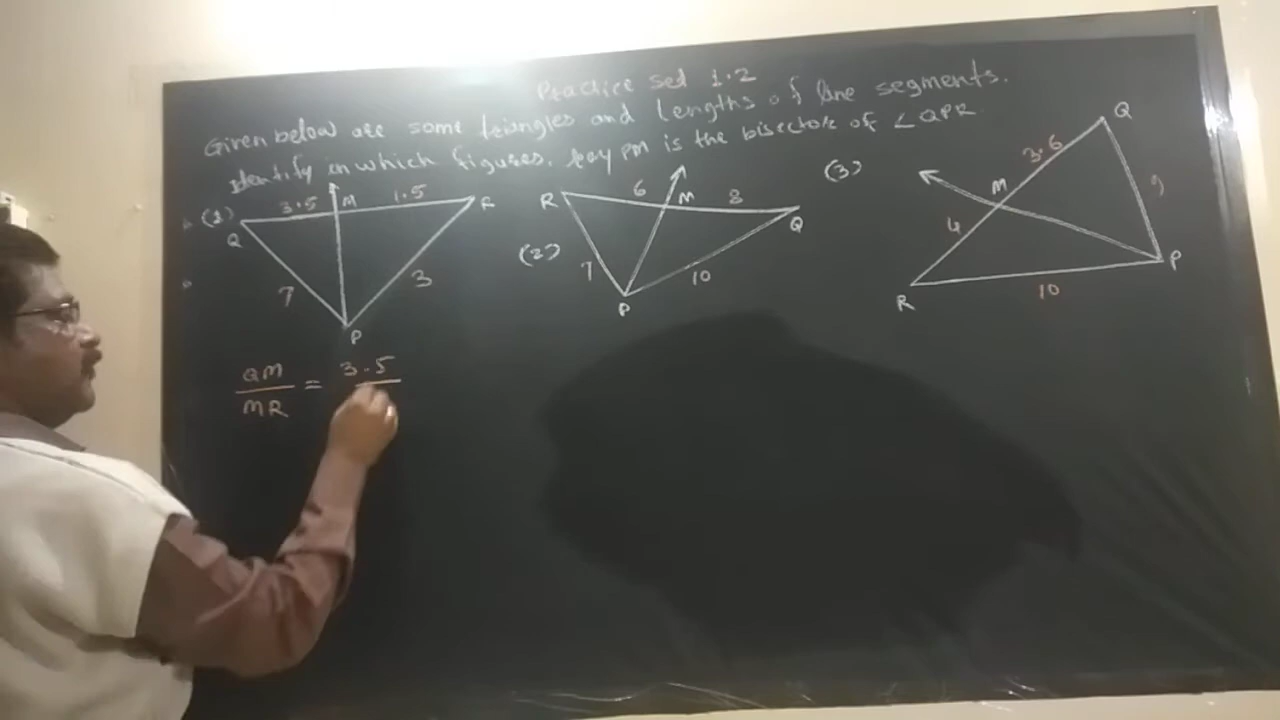 Practice set 1.2
Given below are some triangles and lengths of line segments.
Identify in which figures, ray PM is the bisector of ∠QPR.
(1) Q 3.5 M 1.5 R
7 3
P
(2) R 6 M 8 Q
7 10
P
(3) Q
3.6
M 9
4
P
R 10
QM/MR = 3.5